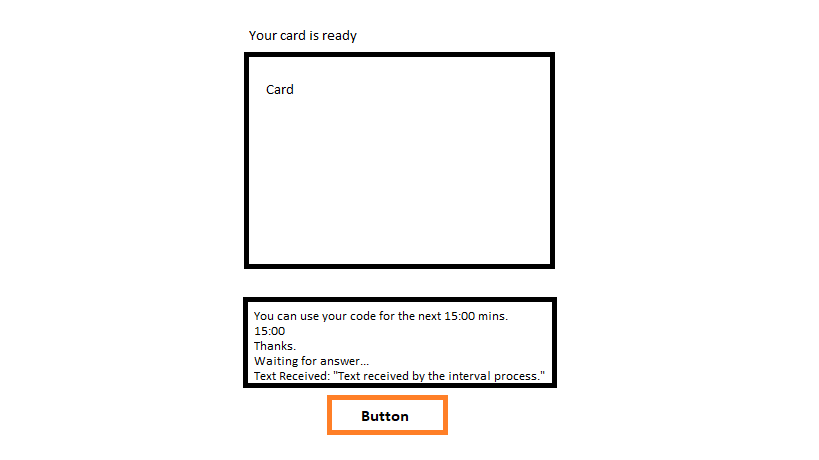 Your card is ready
Card
You can use your code for the next 15:00 mins.
15:00
Thanks.
Waiting for answer...
Text Received: "Text received by the interval process."
Button